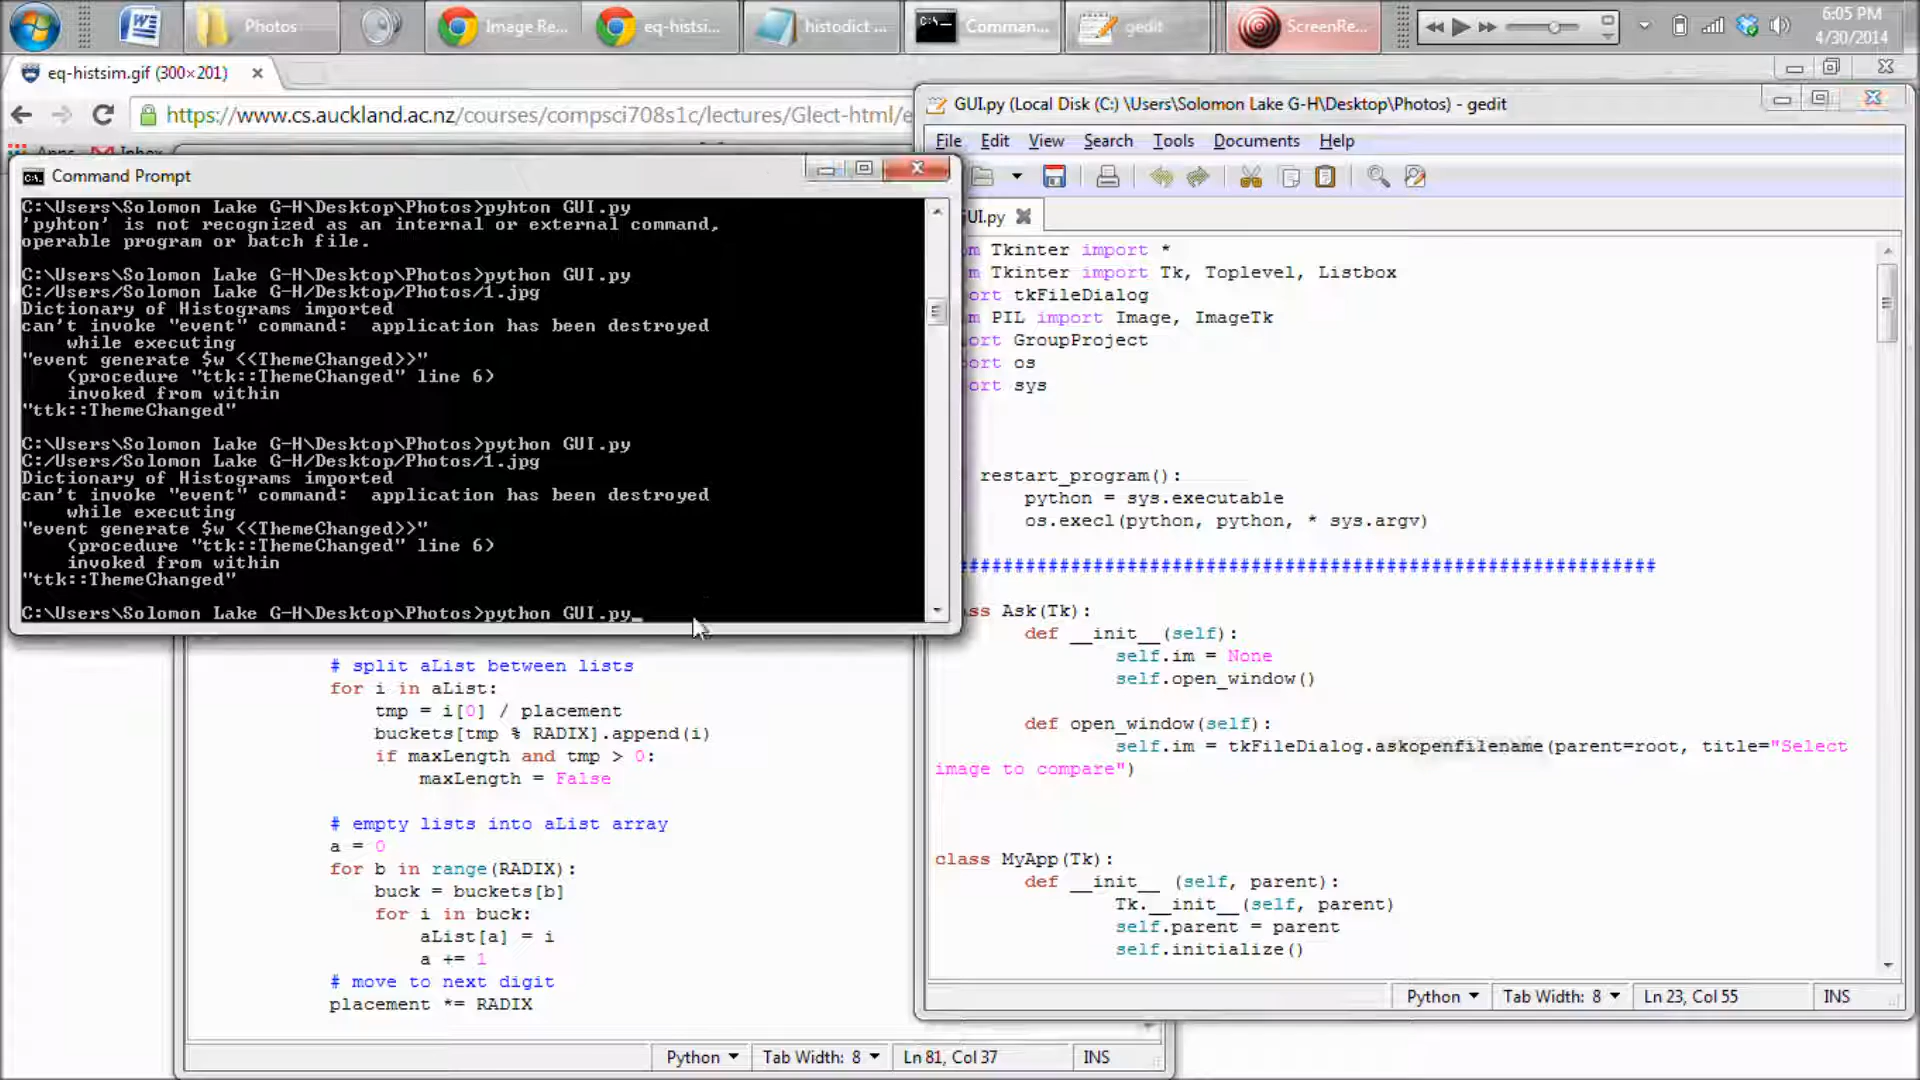 Photos
Image Re...
eq-histsi...
histodict ...
Comman...
gedit
ScreenRe...
6:05 PM
4/30/2014
eq-histsim.gif (300×201)
https://www.cs.auckland.ac.nz/courses/compsci708s1c/lectures/Glect-html/e
Apps
Inbox
Command Prompt
C:\Users\Solomon Lake G-H\Desktop\Photos>pyhton GUI.py
'pyhton' is not recognized as an internal or external command,
operable program or batch file.
C:\Users\Solomon Lake G-H\Desktop\Photos>python GUI.py
C:/Users/Solomon Lake G-H/Desktop/Photos/1.jpg
Dictionary of Histograms imported
can't invoke "event" command:  application has been destroyed
    while executing
"event generate $w <<ThemeChanged>>"
    (procedure "ttk::ThemeChanged" line 6)
    invoked from within
"ttk::ThemeChanged"
C:\Users\Solomon Lake G-H\Desktop\Photos>python GUI.py
C:/Users/Solomon Lake G-H/Desktop/Photos/1.jpg
Dictionary of Histograms imported
can't invoke "event" command:  application has been destroyed
    while executing
"event generate $w <<ThemeChanged>>"
    (procedure "ttk::ThemeChanged" line 6)
    invoked from within
"ttk::ThemeChanged"
C:\Users\Solomon Lake G-H\Desktop\Photos>python GUI.py_
# split aList between lists
for i in aList:
    tmp = i[0] / placement
    buckets[tmp % RADIX].append(i)
    if maxLength and tmp > 0:
        maxLength = False
# empty lists into aList array
a = 0
for b in range(RADIX):
    buck = buckets[b]
    for i in buck:
        aList[a] = i
        a += 1
# move to next digit
placement *= RADIX
Python
Tab Width: 8
Ln 81, Col 37
INS
GUI.py (Local Disk (C:) \Users\Solomon Lake G-H\Desktop\Photos) - gedit
File Edit View Search Tools Documents Help
UI.py
m Tkinter import *
m Tkinter import Tk, Toplevel, Listbox
ort tkFileDialog
m PIL import Image, ImageTk
ort GroupProject
ort os
ort sys
restart_program():
python = sys.executable
os.execl(python, python, * sys.argv)
#############################################################
ss Ask(Tk):
def __init__(self):
self.im = None
self.open_window()
def open_window(self):
self.im = tkFileDialog.askopenfilename(parent=root, title="Select
image to compare")
class MyApp(Tk):
def __init__ (self, parent):
Tk.__init__(self, parent)
self.parent = parent
self.initialize()
Python
Tab Width: 8
Ln 23, Col 55
INS